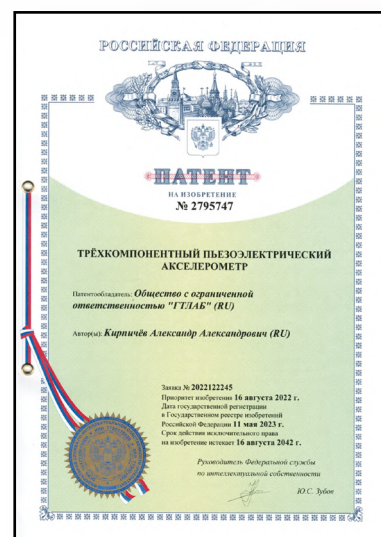 РОССИЙСКАЯ ФЕДЕРАЦИЯ
ПАТЕНТ
НА ИЗОБРЕТЕНИЕ
№ 2795747
ТРЁХКОМПОНЕНТНЫЙ ПЬЕЗОЭЛЕКТРИЧЕСКИЙ
АКСЕЛЕРОМЕТР
Патентообладатель: Общество с ограниченной
ответственностью "ГТЛАБ" (RU)
Автор(ы): Кирпичёв Александр Александрович (RU)
Заявка № 2022122245
Приоритет изобретения 16 августа 2022 г.
Дата государственной регистрации
в Государственном реестре изобретений
Российской Федерации 11 мая 2023 г.
Срок действия исключительного права
на изобретение истекает 16 августа 2042 г.
Руководитель Федеральной службы
по интеллектуальной собственности
Ю.С. Зубов